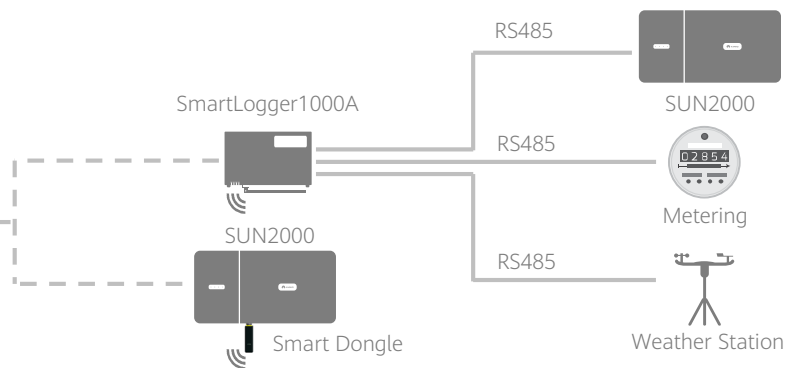 RS485
SmartLogger1000A
SUN2000
RS485
02854
Metering
SUN2000
RS485
Smart Dongle
Weather Station